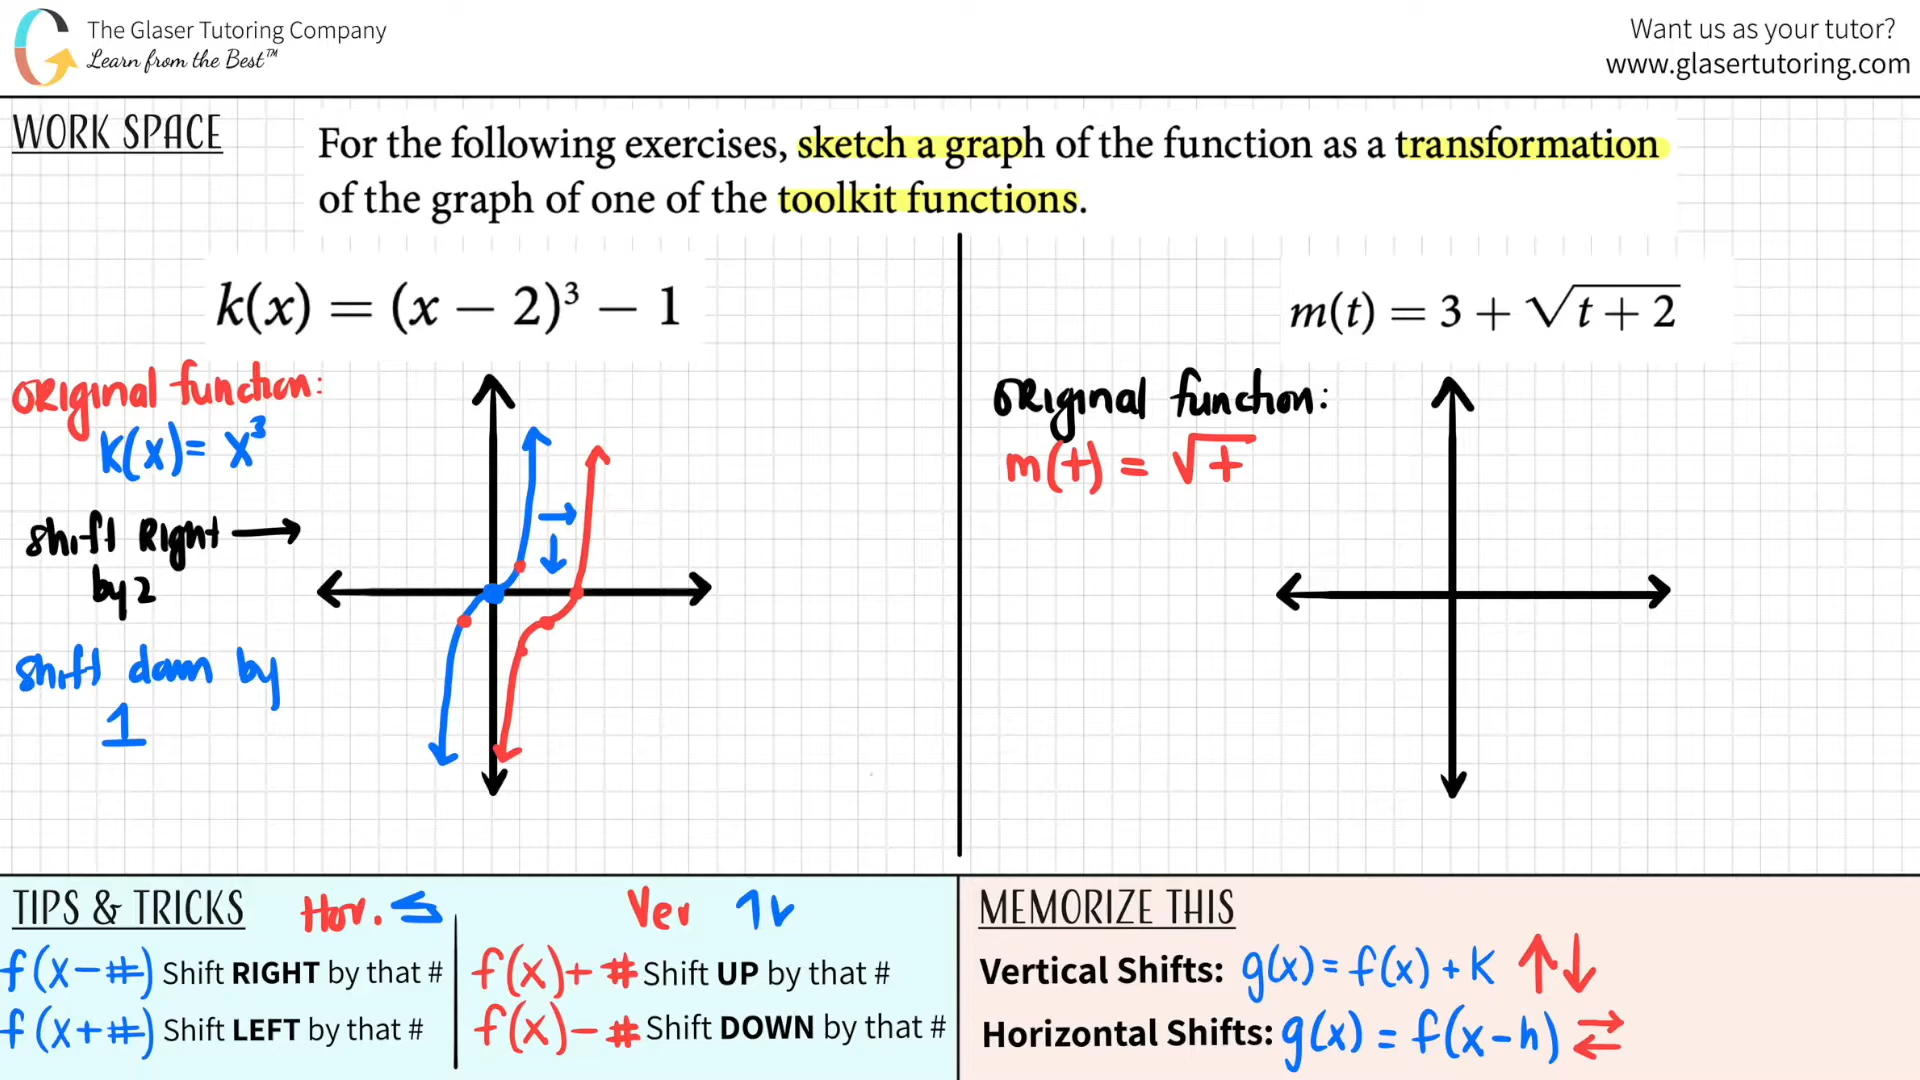 The Glaser Tutoring Company
Learn from the Best™
Want us as your tutor?
www.glasertutoring.com
WORK SPACE
For the following exercises, sketch a graph of the function as a transformation
of the graph of one of the toolkit functions.
k(x) = (x − 2)³ − 1
original function:
k(x) = x³
shift Right →
by 2
shift down by
1
m(t) = 3 + √(t + 2)
original function:
m(t) = √t
TIPS & TRICKS
Hor. ⇆
f(x-#) Shift RIGHT by that #
f(x+#) Shift LEFT by that #
Ver ↑↓
f(x)+ # Shift UP by that #
f(x)- # Shift DOWN by that #
MEMORIZE THIS
Vertical Shifts: g(x) = f(x) + K ↑↓
Horizontal Shifts: g(x) = f(x-h) ⇄